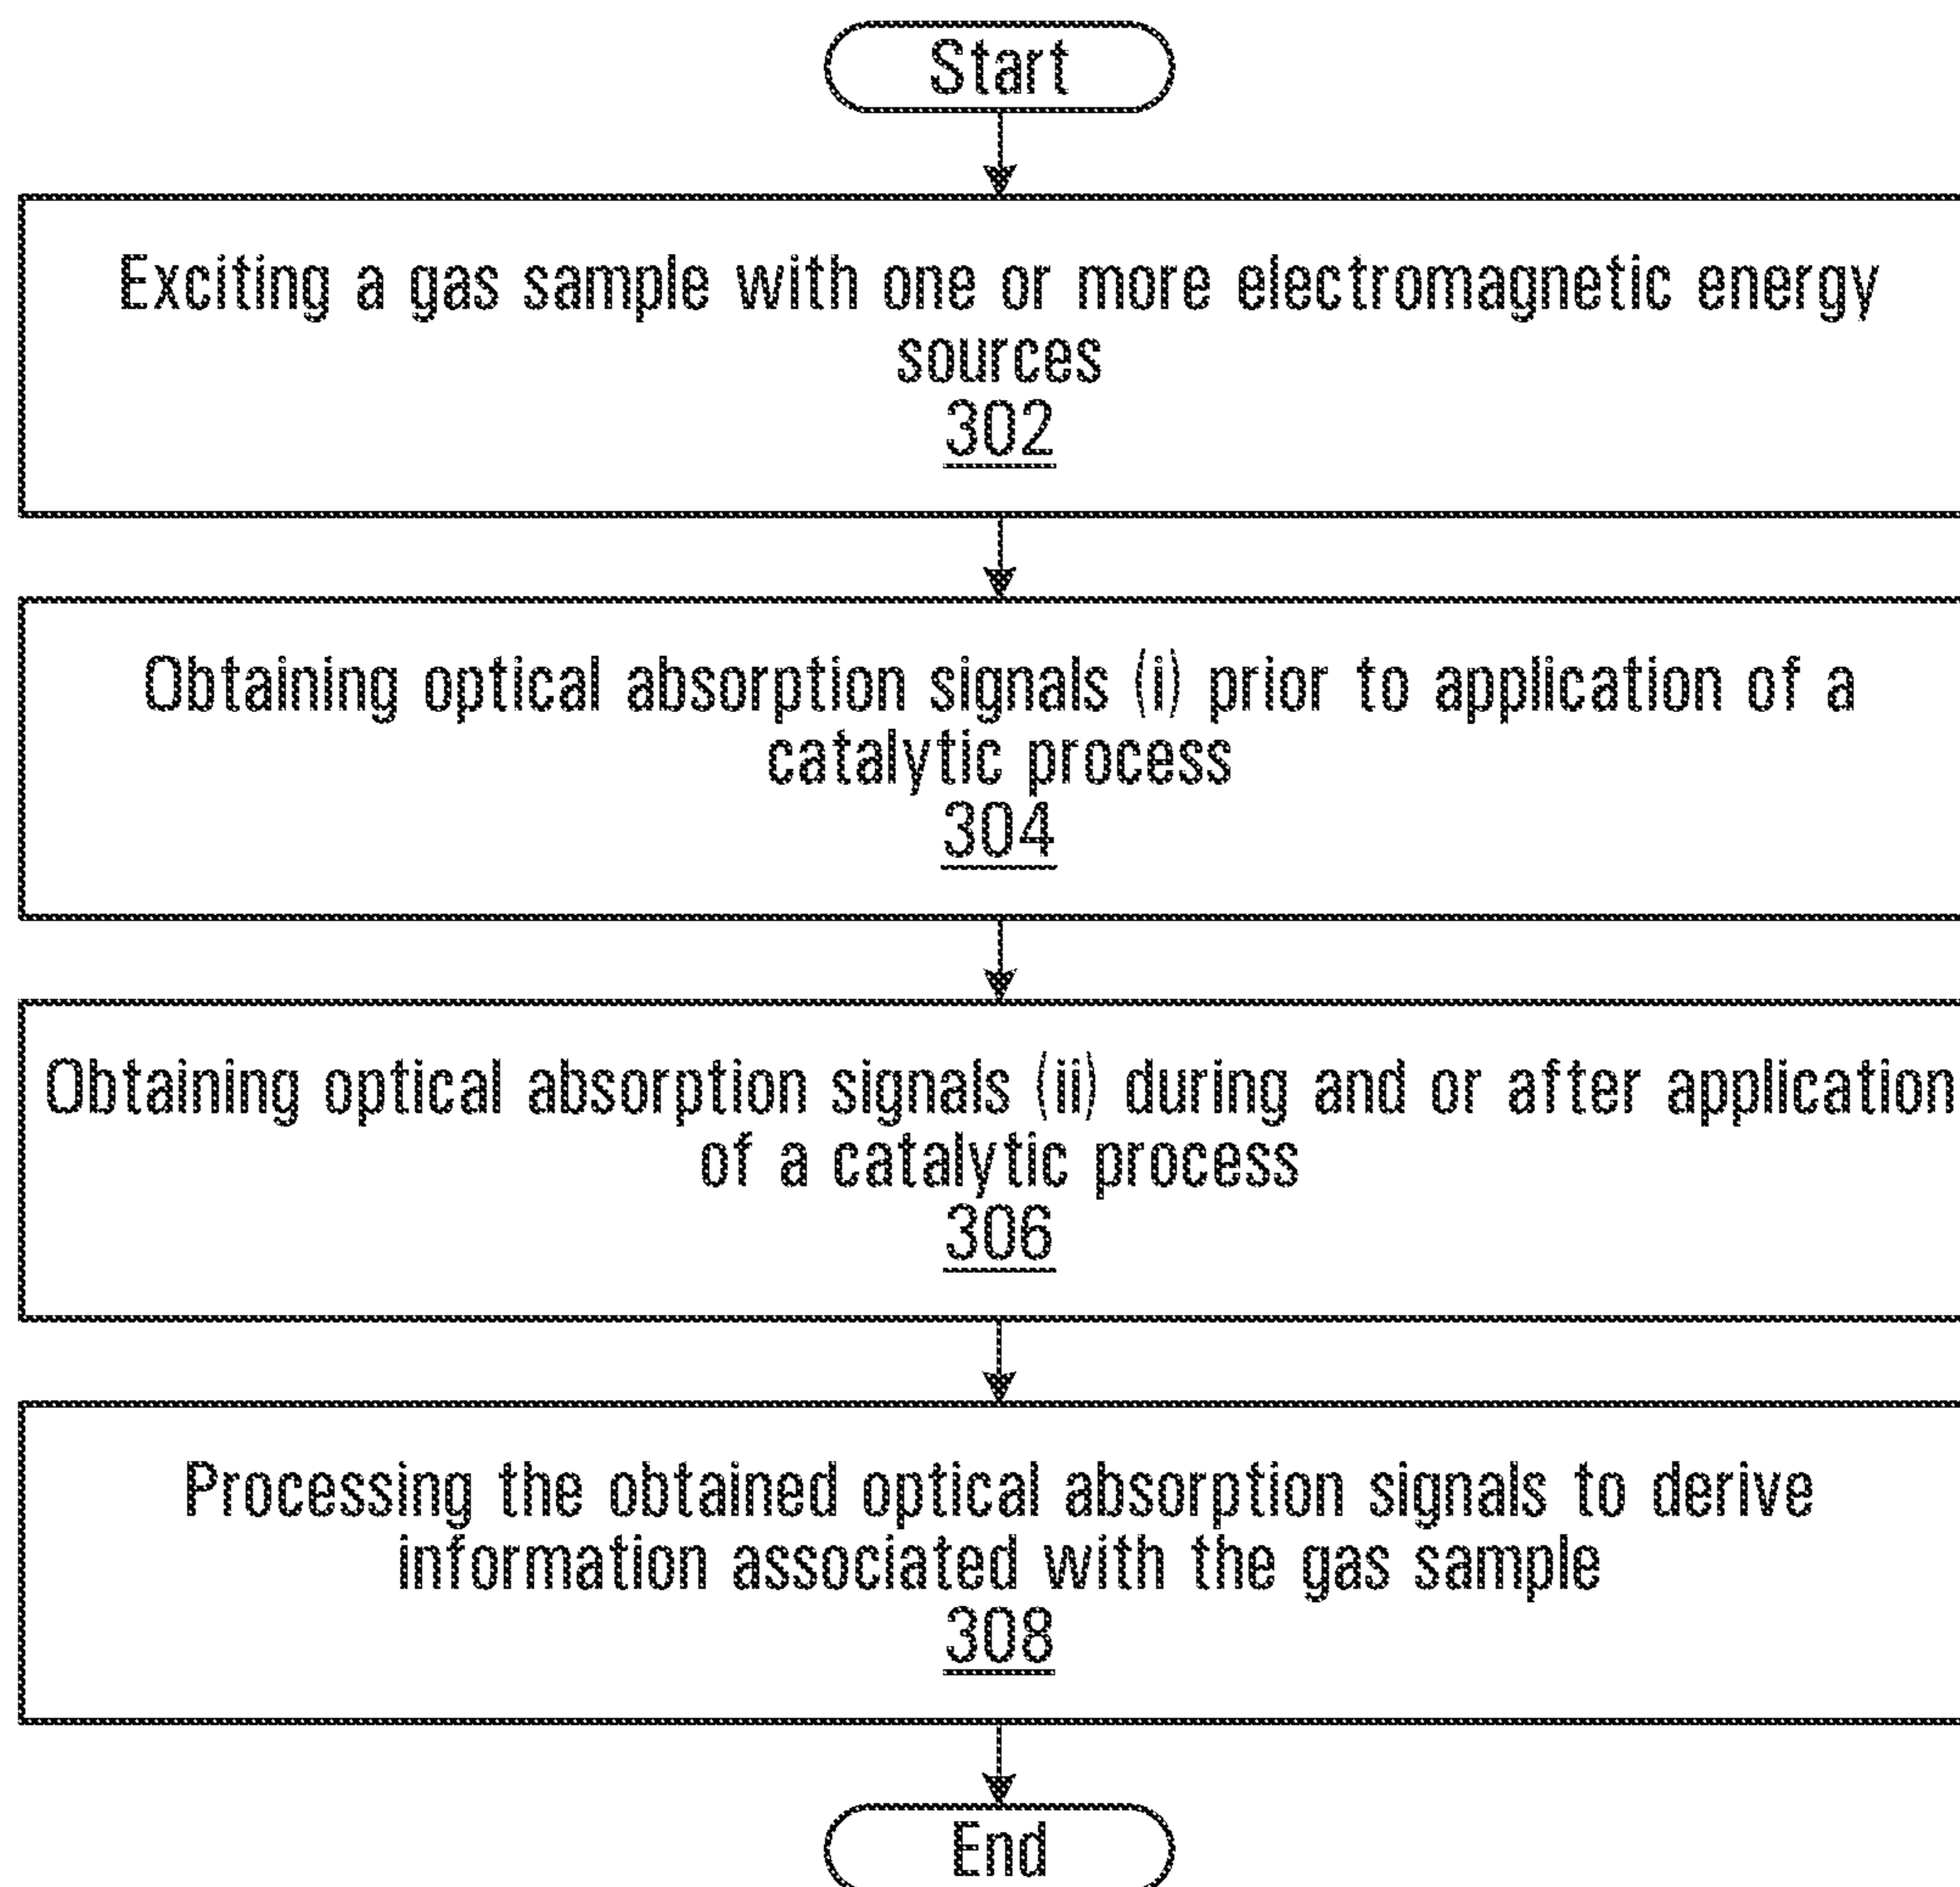 Start
Exciting a gas sample with one or more electromagnetic energy
sources
302
Obtaining optical absorption signals (i) prior to application of a
catalytic process
304
Obtaining optical absorption signals (ii) during and or after application
of a catalytic process
306
Processing the obtained optical absorption signals to derive
information associated with the gas sample
308
End